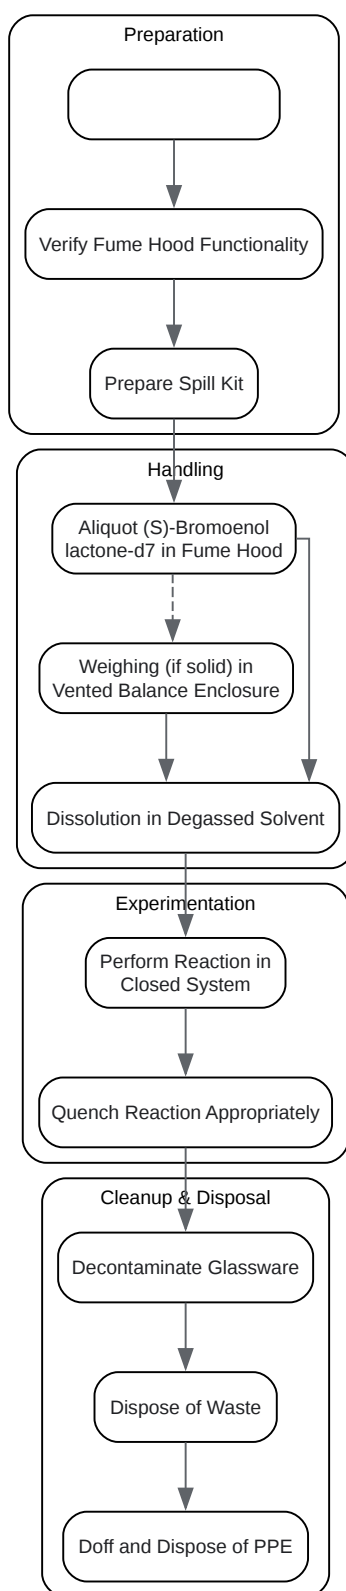 Preparation
Verify Fume Hood Functionality
Prepare Spill Kit
Handling
Aliquot (S)-Bromoenol
lactone-d7 in Fume Hood
Weighing (if solid) in
Vented Balance Enclosure
Dissolution in Degassed Solvent
Experimentation
Perform Reaction in
Closed System
Quench Reaction Appropriately
Cleanup & Disposal
Decontaminate Glassware
Dispose of Waste
Doff and Dispose of PPE